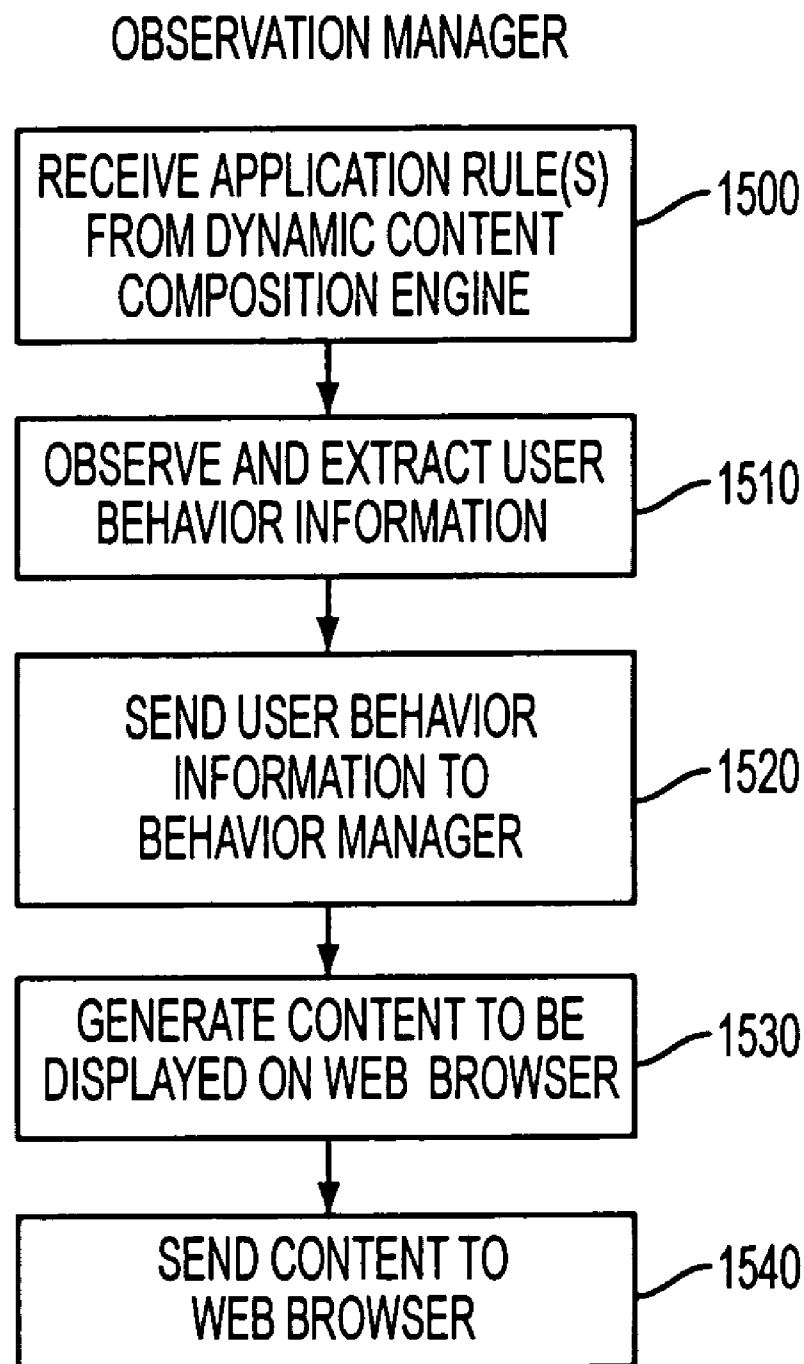 OBSERVATION MANAGER
RECEIVE APPLICATION RULE(S)
FROM DYNAMIC CONTENT
COMPOSITION ENGINE
1500
OBSERVE AND EXTRACT USER
BEHAVIOR INFORMATION
1510
SEND USER BEHAVIOR
INFORMATION TO
BEHAVIOR MANAGER
1520
GENERATE CONTENT TO BE
DISPLAYED ON WEB BROWSER
1530
SEND CONTENT TO
WEB BROWSER
1540